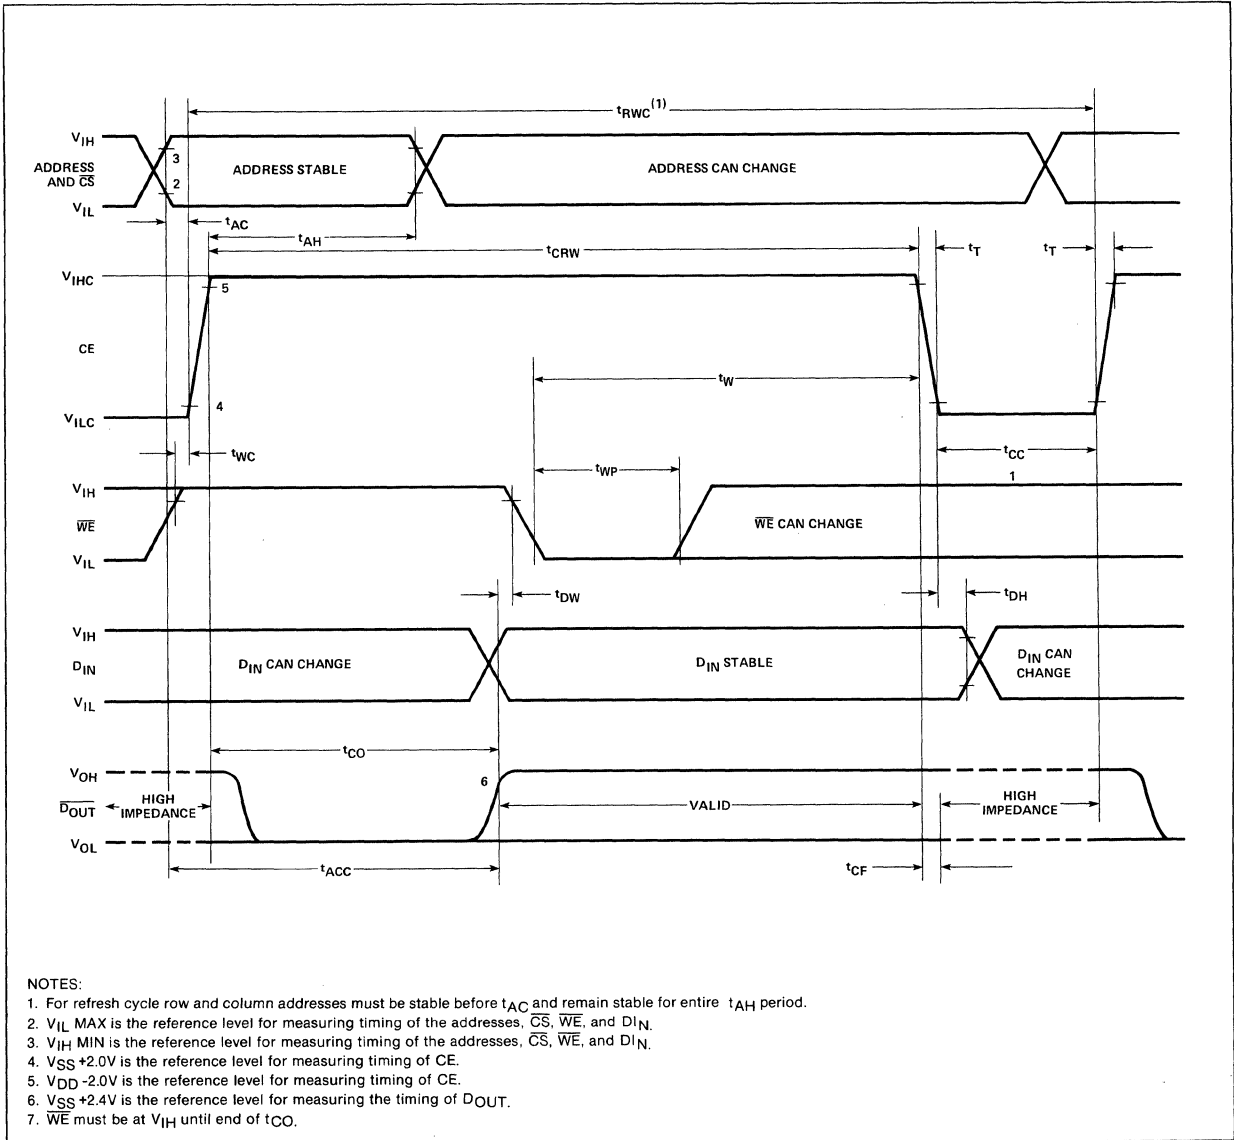 tRWC(1)
VIH
ADDRESS AND CS
VIL
3
2
ADDRESS STABLE
ADDRESS CAN CHANGE
tAC
tAH
tCRW
tT
tT
VIHC
5
CE
tW
4
VILC
tWC
tCC
tWP
1
VIH
WE
VIL
WE CAN CHANGE
tDW
tDH
VIH
DIN
VIL
DIN CAN CHANGE
DIN STABLE
DIN CAN
CHANGE
tCO
VOH
6
HIGH
IMPEDANCE
DOUT
VALID
HIGH
IMPEDANCE
VOL
tACC
tCF
NOTES:
1. For refresh cycle row and column addresses must be stable before tAC and remain stable for entire tAH period.
2. VIL MAX is the reference level for measuring timing of the addresses, CS, WE, and DIN.
3. VIH MIN is the reference level for measuring timing of the addresses, CS, WE, and DIN.
4. VSS +2.0V is the reference level for measuring timing of CE.
5. VDD -2.0V is the reference level for measuring timing of CE.
6. VSS +2.4V is the reference level for measuring the timing of DOUT.
7. WE must be at VIH until end of tCO.